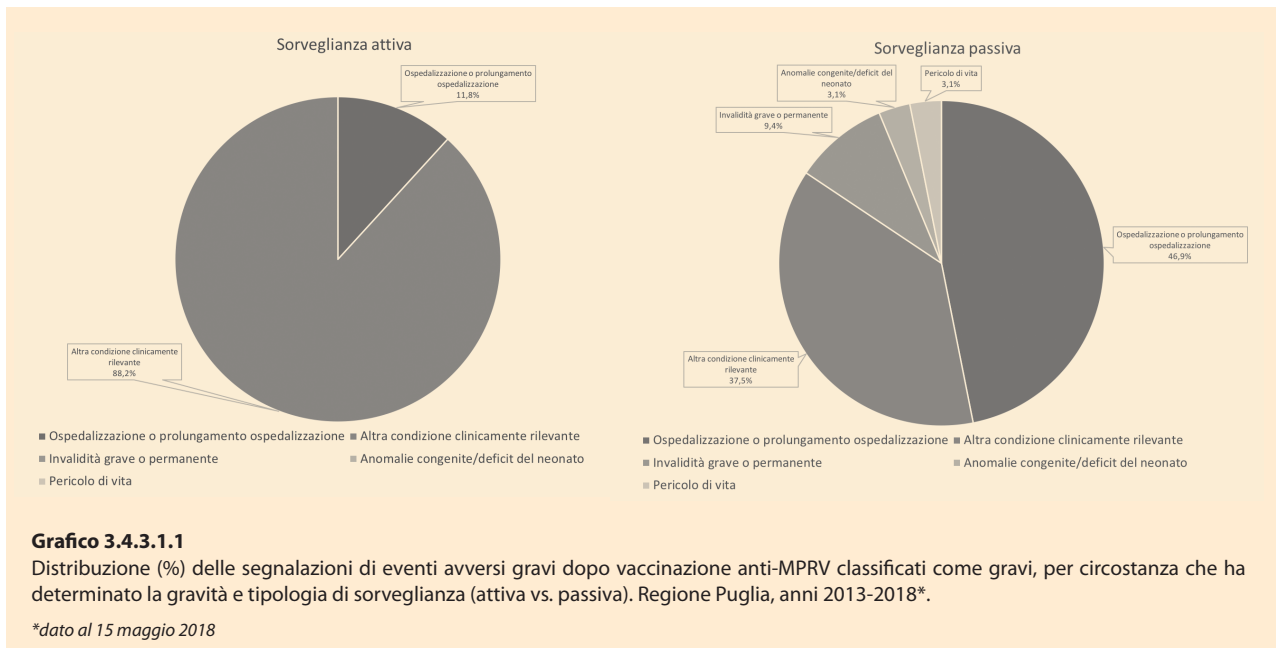 Sorveglianza attiva
Ospedalizzazione o prolungamento
ospedalizzazione
11,8%
Altra condizione clinicamente
rilevante
88,2%
■ Ospedalizzazione o prolungamento ospedalizzazione ■ Altra condizione clinicamente rilevante
■ Invalidità grave o permanente ■ Anomalie congenite/deficit del neonato
■ Pericolo di vita
Sorveglianza passiva
Anomalie congenite/deficit del
neonato
3,1%
Pericolo di vita
3,1%
Invalidità grave o permanente
9,4%
Ospedalizzazione o prolungamento
ospedalizzazione
46,9%
Altra condizione clinicamente
rilevante
37,5%
■ Ospedalizzazione o prolungamento ospedalizzazione ■ Altra condizione clinicamente rilevante
■ Invalidità grave o permanente ■ Anomalie congenite/deficit del neonato
■ Pericolo di vita
Grafico 3.4.3.1.1
Distribuzione (%) delle segnalazioni di eventi avversi gravi dopo vaccinazione anti-MPRV classificati come gravi, per circostanza che ha
determinato la gravità e tipologia di sorveglianza (attiva vs. passiva). Regione Puglia, anni 2013-2018*.
*dato al 15 maggio 2018